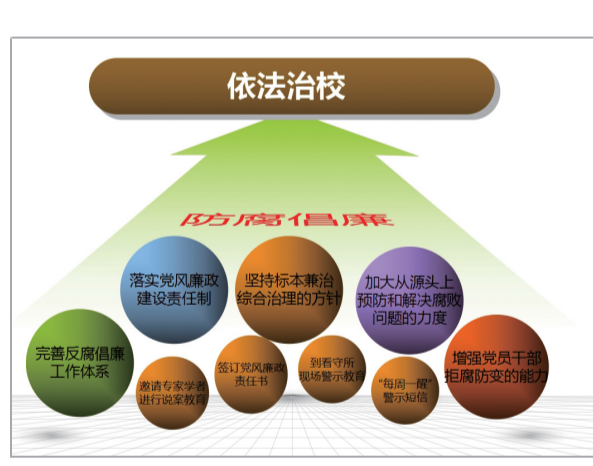 依法治校
防腐倡廉
落实党风廉政
建设责任制
坚持标本兼治
综合治理的方针
加大从源头上
预防和解决腐败
问题的力度
完善反腐倡廉
工作体系
邀请专家学者
进行说案教育
签订党风廉政
责任书
到看守所
现场警示教育
“每周一醒”
警示短信
增强党员干部
拒腐防变的能力